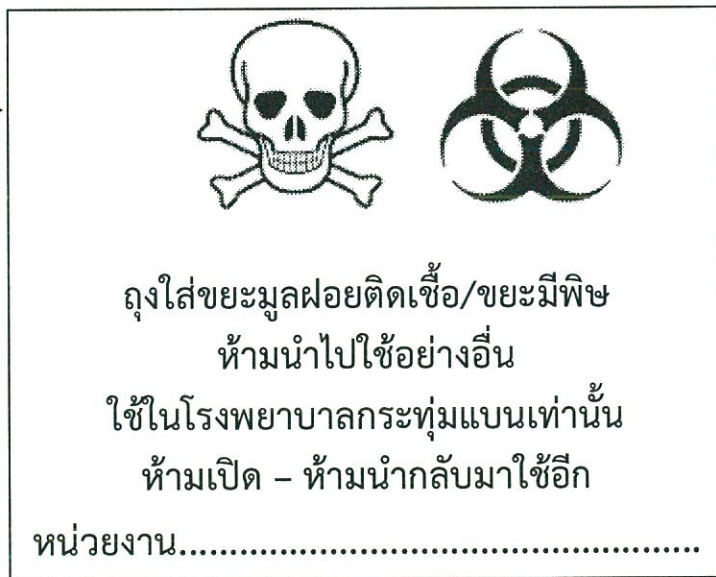 ถุงใส่ขยะมูลฝอยติดเชื้อ/ขยะมีพิษ
ห้ามนำไปใช้อย่างอื่น
ใช้ในโรงพยาบาลกระทุ่มแบนเท่านั้น
ห้ามเปิด – ห้ามนำกลับมาใช้อีก
หน่วยงาน....................................................